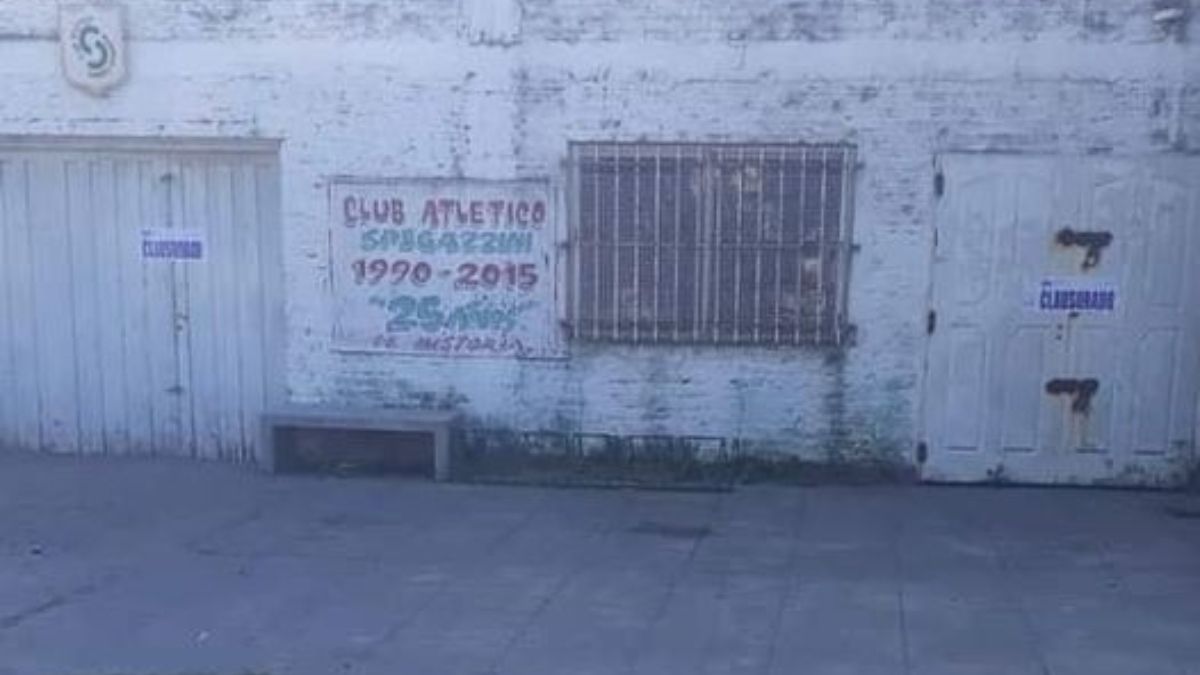 CLAUSURADO
CLUB ATLETICO
SPEGAZZINI
1990-2015
"25 AÑOS"
DE HISTORIA
CLAUSURADO